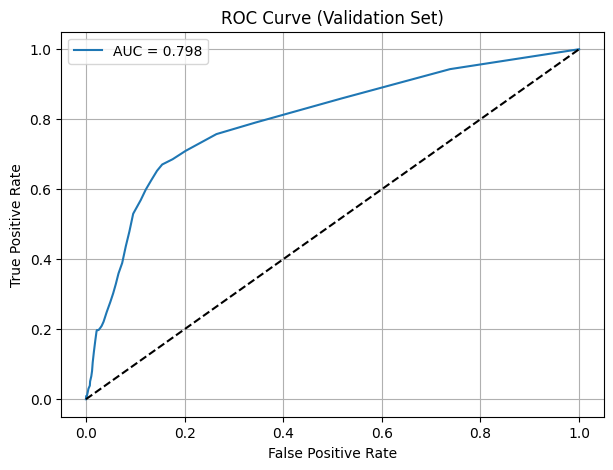 ROC Curve (Validation Set)
AUC = 0.798
1.0
0.8
0.6
0.4
0.2
0.0
True Positive Rate
0.0 0.2 0.4 0.6 0.8 1.0
False Positive Rate